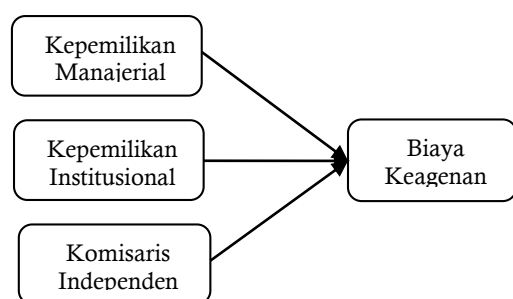 Kepemilikan
Manajerial
Kepemilikan
Institusional
Biaya
Keagenan
Komisaris
Independen